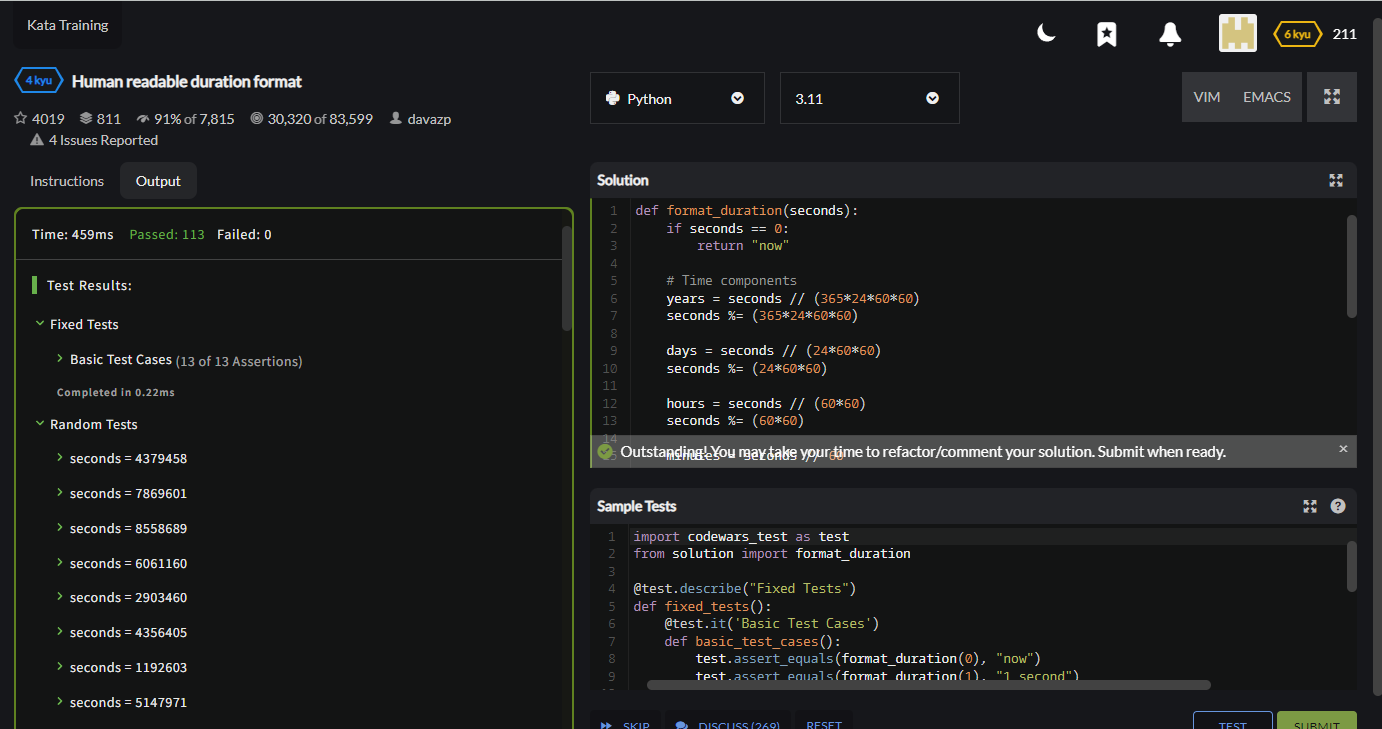 Kata Training
6 kyu 211
4 kyu Human readable duration format
4019 811 91% of 7,815 30,320 of 83,599 davazp
4 Issues Reported
Python 3.11 VIM EMACS
Instructions Output
Time: 459ms Passed: 113 Failed: 0
Test Results:
Fixed Tests
Basic Test Cases (13 of 13 Assertions)
Completed in 0.22ms
Random Tests
seconds = 4379458
seconds = 7869601
seconds = 8558689
seconds = 6061160
seconds = 2903460
seconds = 4356405
seconds = 1192603
seconds = 5147971
Solution
1 def format_duration(seconds):
2     if seconds == 0:
3         return "now"
4
5     # Time components
6     years = seconds // (365*24*60*60)
7     seconds %= (365*24*60*60)
8
9     days = seconds // (24*60*60)
10     seconds %= (24*60*60)
11
12     hours = seconds // (60*60)
13     seconds %= (60*60)
14
15     minutes = seconds // 60
Outstanding! You may take your time to refactor/comment your solution. Submit when ready. ×
Sample Tests
1 import codewars_test as test
2 from solution import format_duration
3
4 @test.describe("Fixed Tests")
5 def fixed_tests():
6     @test.it('Basic Test Cases')
7     def basic_test_cases():
8         test.assert_equals(format_duration(0), "now")
9         test.assert_equals(format_duration(1), "1 second")
SKIP DISCUSS (269) RESET TEST SUBMIT